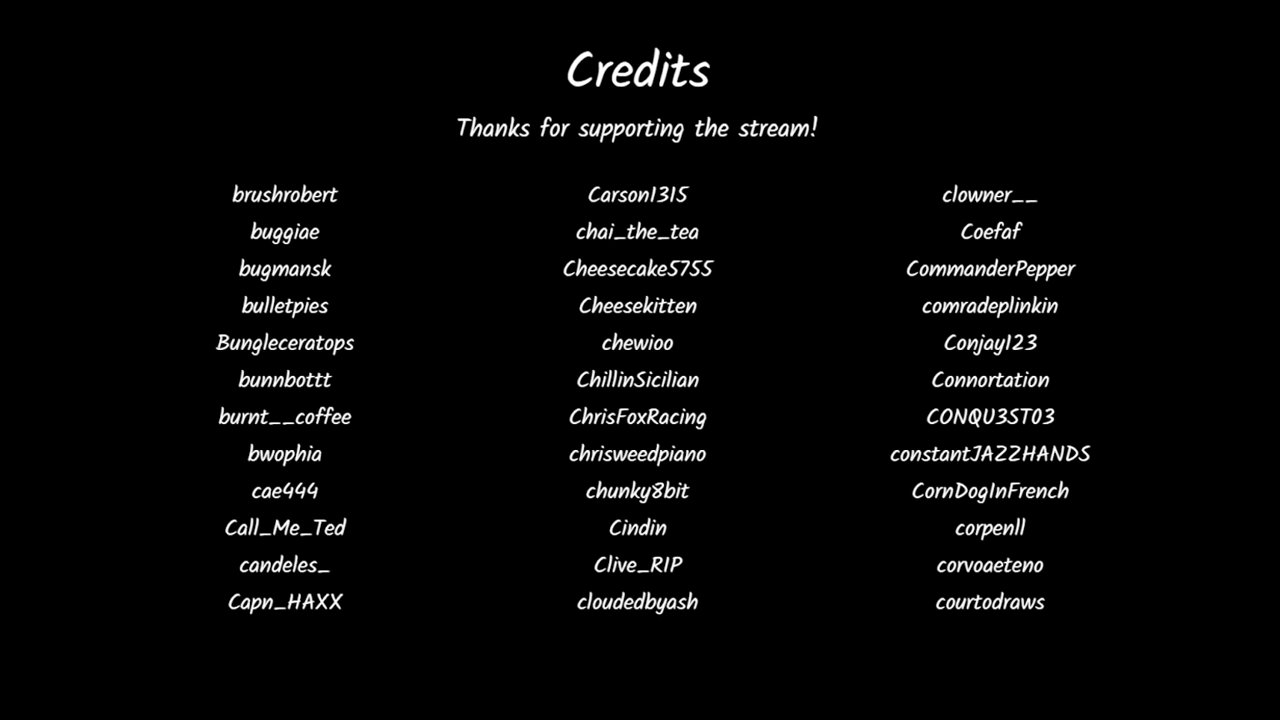 Credits
Thanks for supporting the stream!
brushrobert
buggiae
bugmansk
bulletpies
Bungleceratops
bunnbottt
burnt__coffee
bwophia
cae444
Call_Me_Ted
candeles_
Capn_HAXX
Carson1315
chai_the_tea
Cheesecake5755
Cheesekitten
chewioo
ChillinSicilian
ChrisFoxRacing
chrisweedpiano
chunky8bit
Cindin
Clive_RIP
cloudedbyash
clowner__
Coefaf
CommanderPepper
comradeplinkin
Conjay123
Connortation
CONQU3ST03
constantJAZZHANDS
CornDogInFrench
corpenll
corvoaeteno
courtodraws